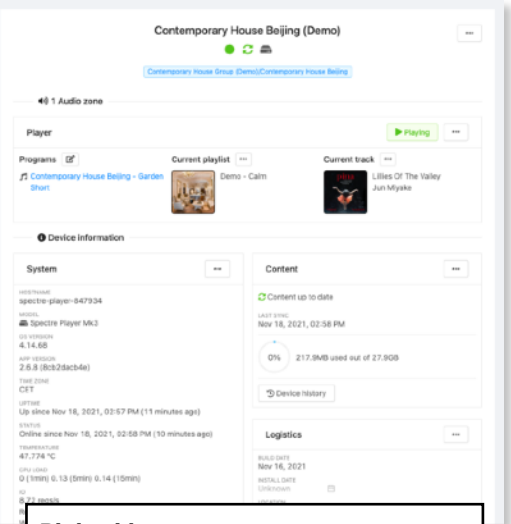 Contemporary House Beijing (Demo)
Contemporary House Group (Demo)/Contemporary House Beijing
1 Audio zone
Player
Playing
Programs
Current playlist
Current track
Contemporary House Beijing - Garden
Short
Demo - Calm
Lillies Of The Valley
Jun Miyake
Device information
System
HOSTNAME
spectre-player-847934
MODEL
Spectre Player Mk3
OS VERSION
4.14.68
APP VERSION
2.6.8 (8cb2dacb4e)
TIME ZONE
CET
UPTIME
Up since Nov 18, 2021, 02:57 PM (11 minutes ago)
STATUS
Online since Nov 18, 2021, 02:58 PM (10 minutes ago)
TEMPERATURE
47.774 °C
CPU LOAD
0 (1min) 0.13 (5min) 0.14 (15min)
IO
8.72 reqs/s
Content
Content up to date
LAST SYNC
Nov 18, 2021, 02:58 PM
0%
217.9MB used out of 27.9GB
Device history
Logistics
BUILD DATE
Nov 16, 2021
INSTALL DATE
Unknown
LOCATION